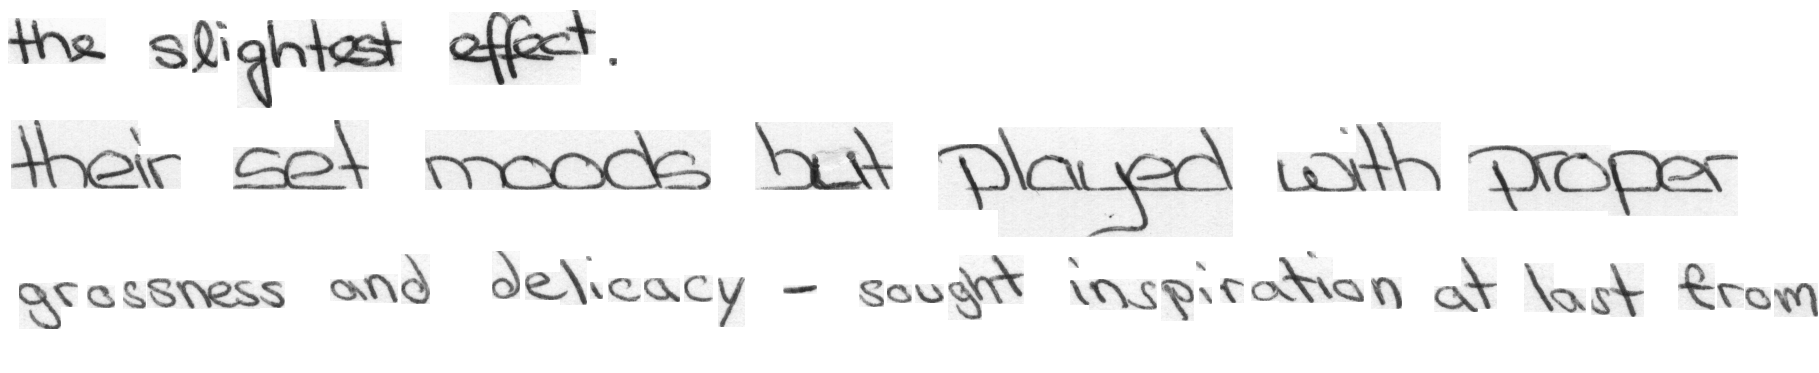 the slightest effect.
their set moods but played with proper
grossness and delicacy - sought inspiration at last from